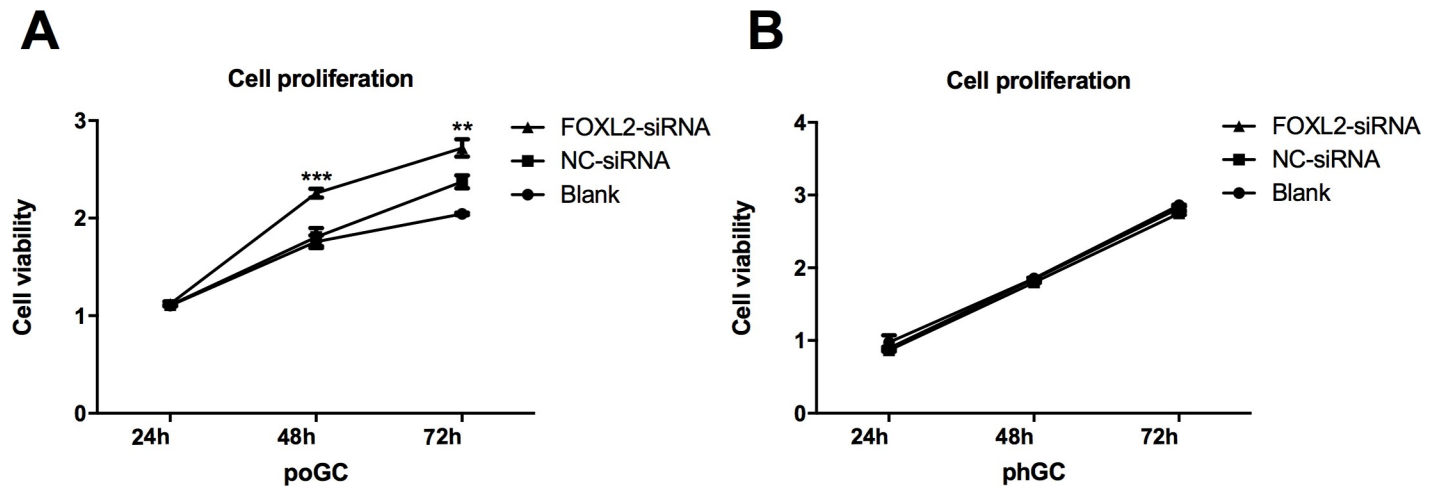 A
Cell proliferation
Cell viability
3
2
1
0
***
**
24h
48h
72h
poGC
FOXL2-siRNA
NC-siRNA
Blank
B
Cell proliferation
Cell viability
4
3
2
1
0
24h
48h
72h
phGC
FOXL2-siRNA
NC-siRNA
Blank